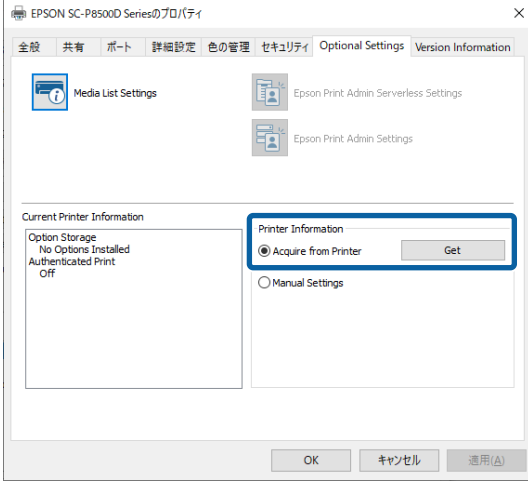 EPSON SC-P8500D Seriesのプロパティ
全般 共有 ポート 詳細設定 色の管理 セキュリティ Optional Settings Version Information
Media List Settings
Epson Print Admin Serverless Settings
Epson Print Admin Settings
Current Printer Information
Option Storage
No Options Installed
Authenticated Print
Off
Printer Information
Acquire from Printer Get
Manual Settings
OK キャンセル 適用(A)